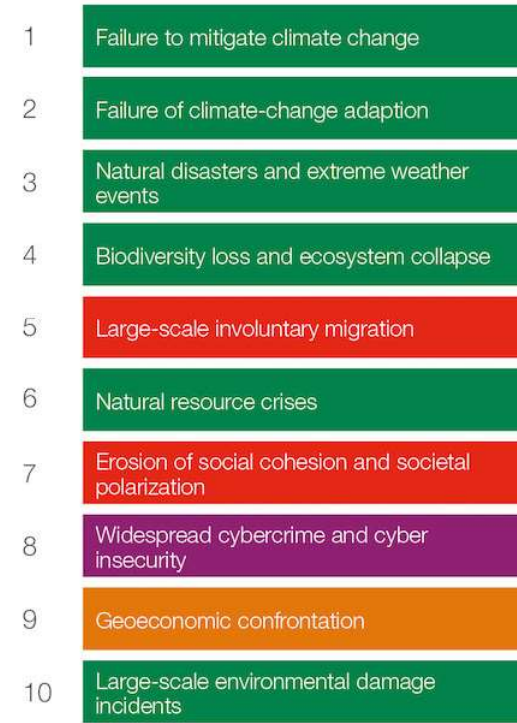 1 Failure to mitigate climate change
2 Failure of climate-change adaption
3 Natural disasters and extreme weather
events
4 Biodiversity loss and ecosystem collapse
5 Large-scale involuntary migration
6 Natural resource crises
7 Erosion of social cohesion and societal
polarization
8 Widespread cybercrime and cyber
insecurity
9 Geoeconomic confrontation
10 Large-scale environmental damage
incidents